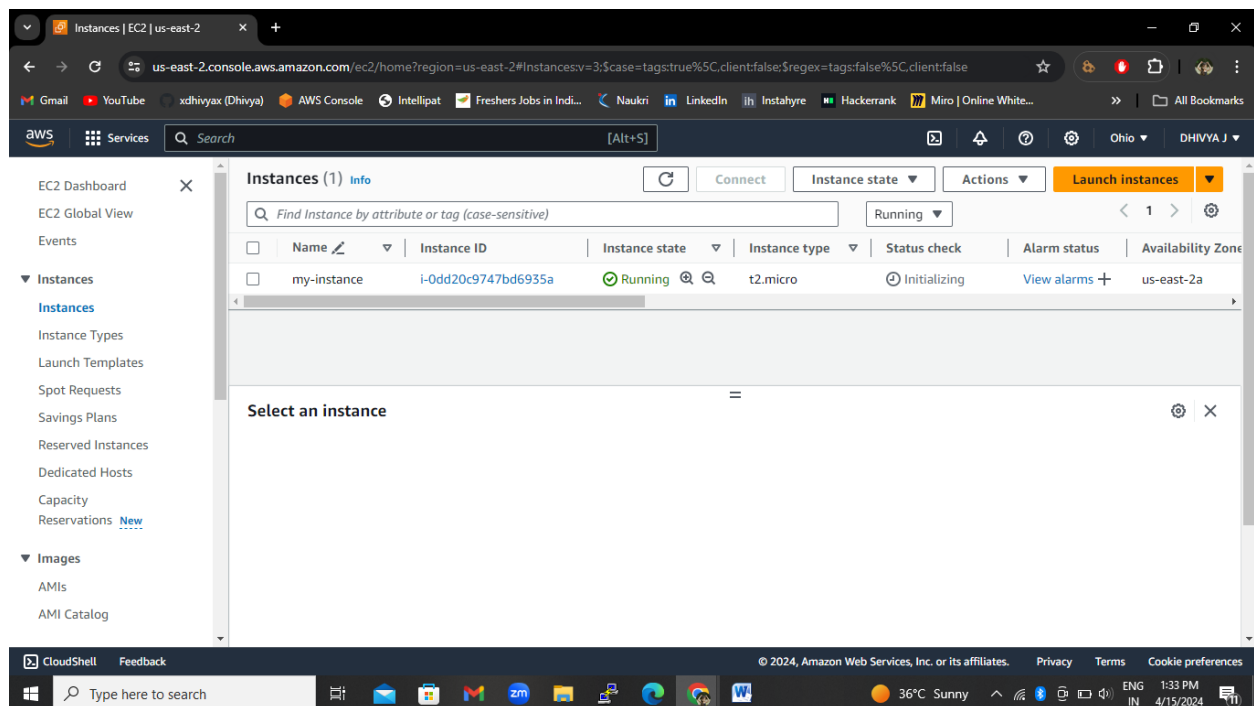 Instances | EC2 | us-east-2
us-east-2.console.aws.amazon.com/ec2/home?region=us-east-2#Instances:v=3;$case=tags:true%5C,client:false;$regex=tags:false%5C,client:false
Gmail YouTube xdhivyax (Dhivya) AWS Console Intellipat Freshers Jobs in Indi... Naukri LinkedIn Instahyre Hackerrank Miro | Online White... » All Bookmarks
aws Services Search [Alt+S] Ohio DHIVYA J
EC2 Dashboard
EC2 Global View
Events
Instances
Instances
Instance Types
Launch Templates
Spot Requests
Savings Plans
Reserved Instances
Dedicated Hosts
Capacity
Reservations New
Images
AMIs
AMI Catalog
Instances (1) Info Connect Instance state Actions Launch instances
Find Instance by attribute or tag (case-sensitive) Running 1
Name Instance ID Instance state Instance type Status check Alarm status Availability Zone
my-instance i-0dd20c9747bd6935a Running t2.micro Initializing View alarms + us-east-2a
Select an instance
CloudShell Feedback © 2024, Amazon Web Services, Inc. or its affiliates. Privacy Terms Cookie preferences
Type here to search zm W 36°C Sunny ENG 1:33 PM
IN 4/15/2024 11